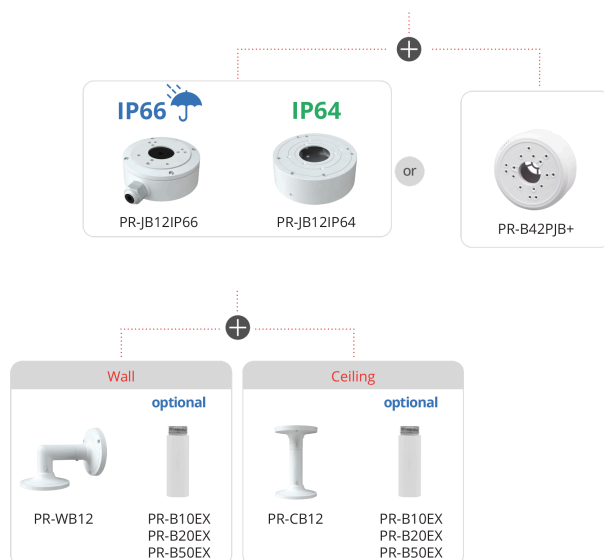 IP66
IP64
PR-JB12IP66
PR-JB12IP64
or
PR-B42PJB+
Wall
optional
PR-WB12
PR-B10EX
PR-B20EX
PR-B50EX
Ceiling
optional
PR-CB12
PR-B10EX
PR-B20EX
PR-B50EX